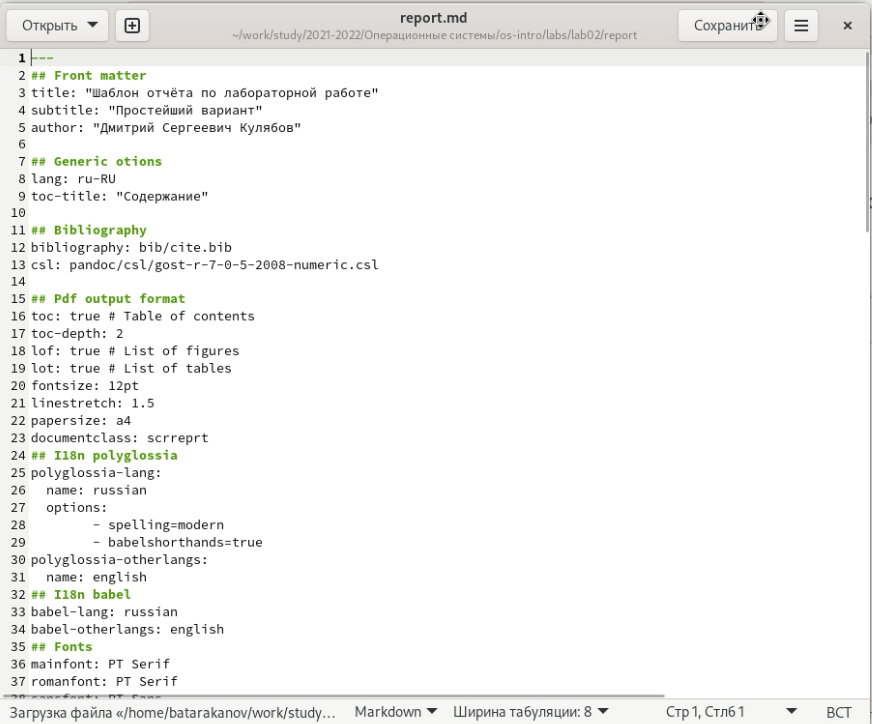 Открыть
report.md
~/work/study/2021-2022/Операционные системы/os-intro/labs/lab02/report
Сохранить
1 ---
2 ## Front matter
3 title: "Шаблон отчёта по лабораторной работе"
4 subtitle: "Простейший вариант"
5 author: "Дмитрий Сергеевич Кулябов"
6
7 ## Generic otions
8 lang: ru-RU
9 toc-title: "Содержание"
10
11 ## Bibliography
12 bibliography: bib/cite.bib
13 csl: pandoc/csl/gost-r-7-0-5-2008-numeric.csl
14
15 ## Pdf output format
16 toc: true # Table of contents
17 toc-depth: 2
18 lof: true # List of figures
19 lot: true # List of tables
20 fontsize: 12pt
21 linestretch: 1.5
22 papersize: a4
23 documentclass: scrreprt
24 ## I18n polyglossia
25 polyglossia-lang:
26   name: russian
27   options:
28         - spelling=modern
29         - babelshorthands=true
30 polyglossia-otherlangs:
31   name: english
32 ## I18n babel
33 babel-lang: russian
34 babel-otherlangs: english
35 ## Fonts
36 mainfont: PT Serif
37 romanfont: PT Serif
38 sansfont: PT Sans
Загрузка файла «/home/batarakanov/work/study… Markdown Ширина табуляции: 8 Стр 1, Стлб 1 ВСТ